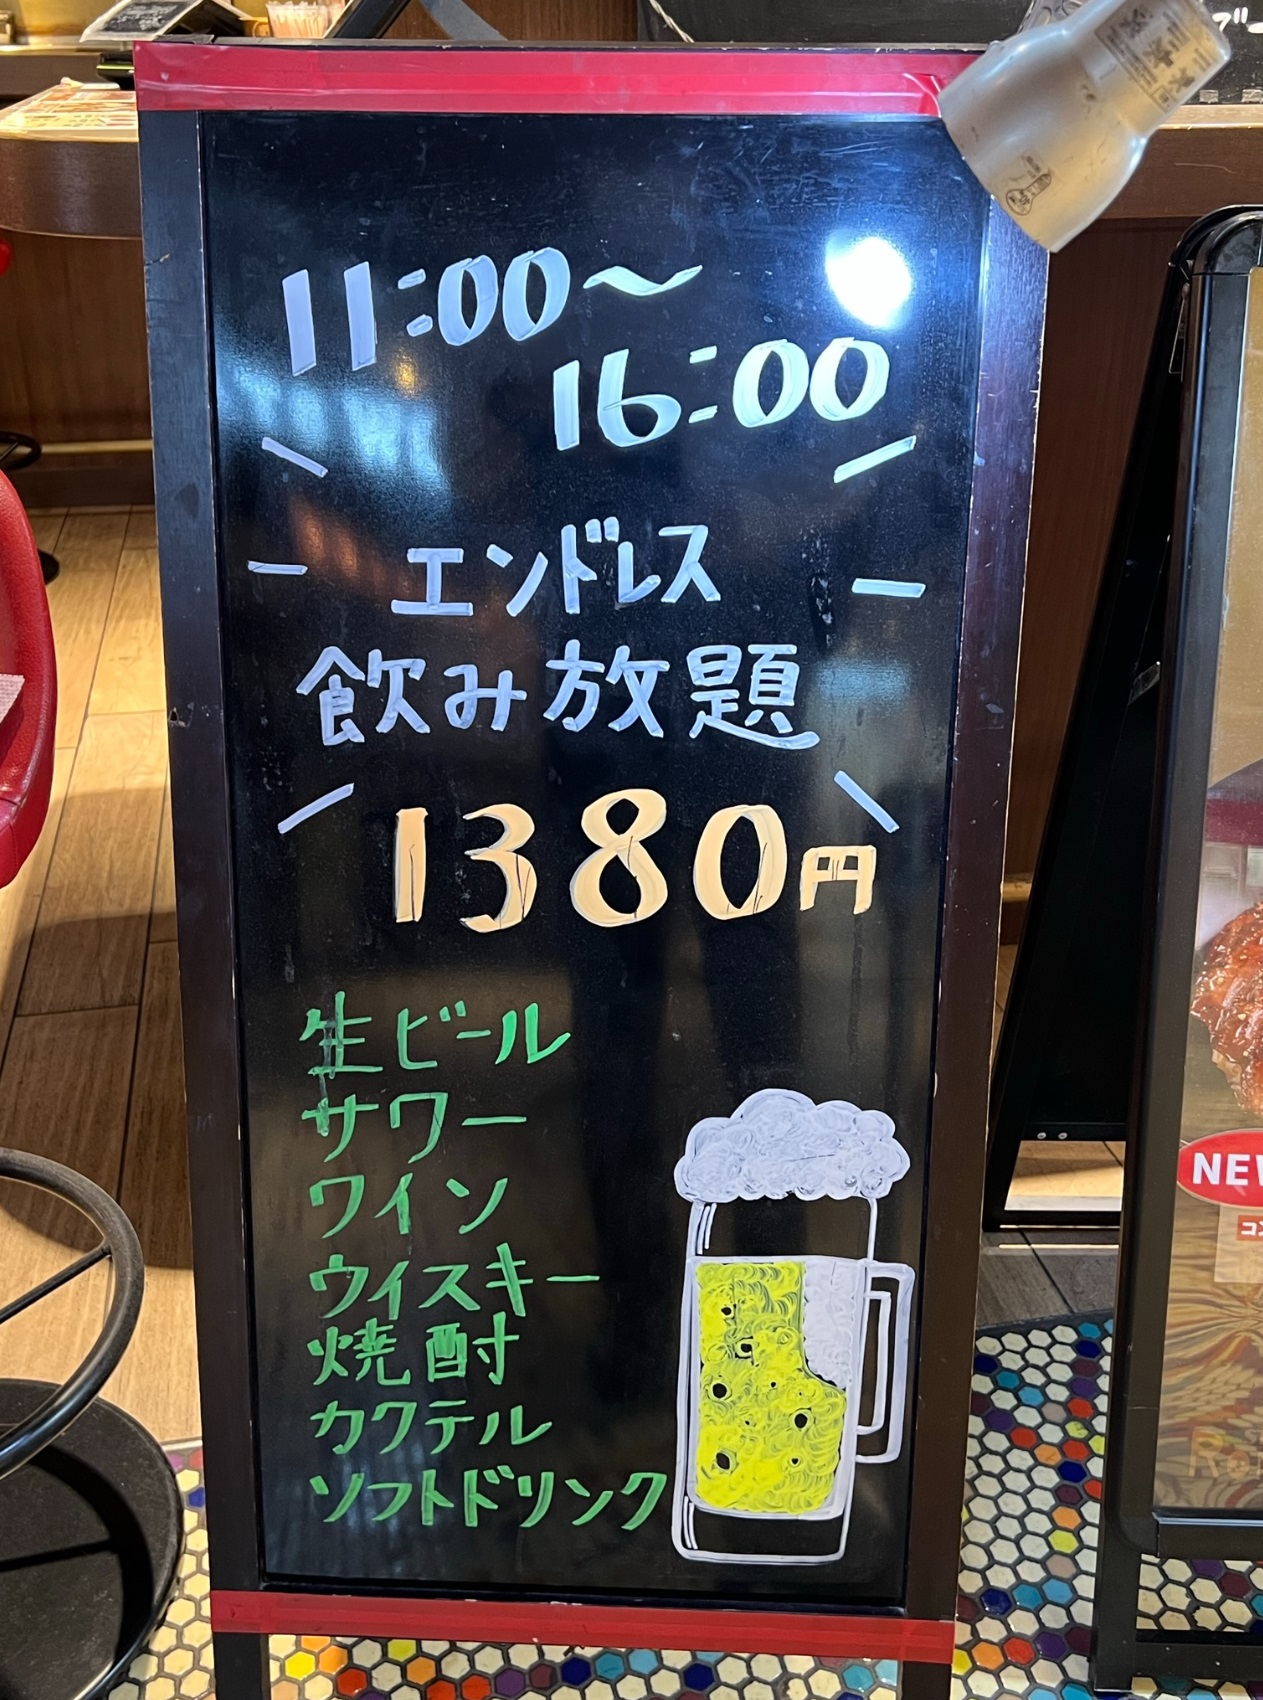 11:00～
16:00
エンドレス
飲み放題
1380円
生ビール
サワー
ワイン
ウイスキー
焼酎
カクテル
ソフトドリンク
NEW